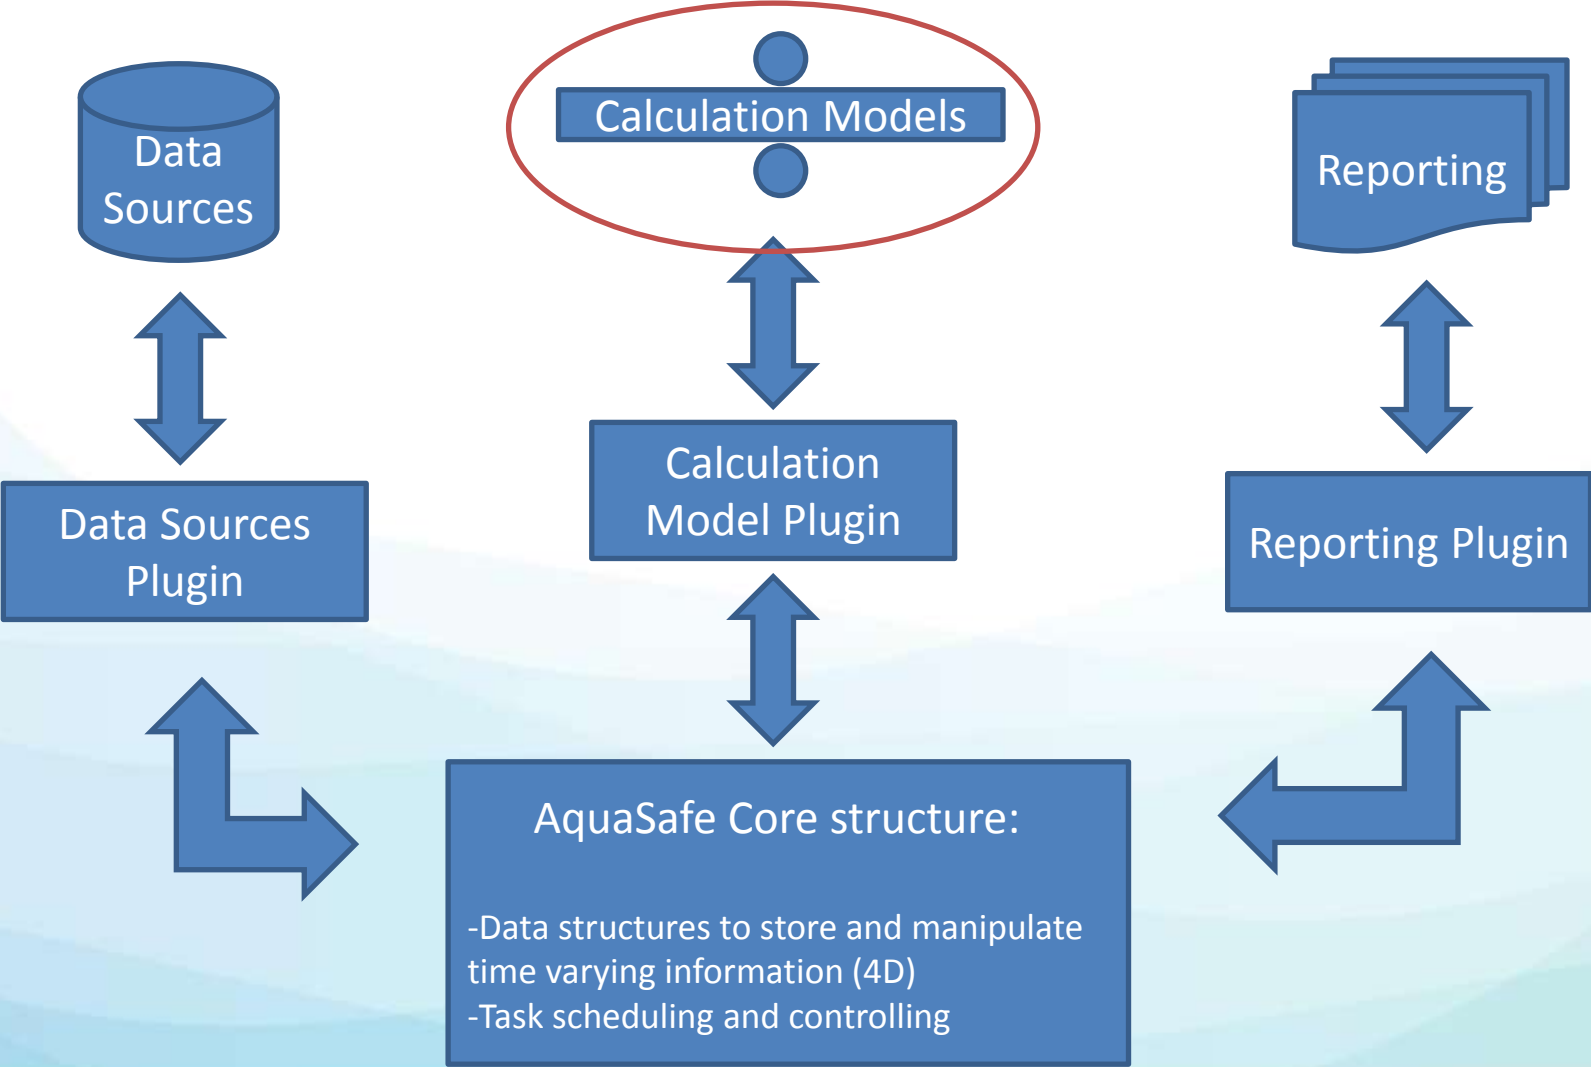 Data
Sources
Calculation Models
Reporting
Data Sources
Plugin
Calculation
Model Plugin
Reporting Plugin
AquaSafe Core structure:
-Data structures to store and manipulate
time varying information (4D)
-Task scheduling and controlling